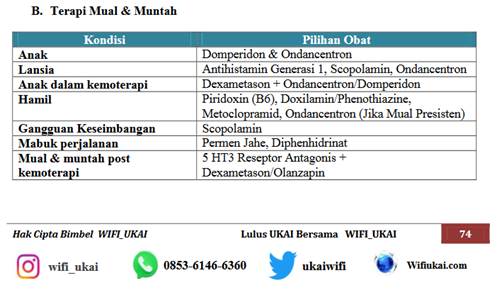 B. Terapi Mual & Muntah
Kondisi Pilihan Obat
Anak Domperidon & Ondancentron
Lansia Antihistamin Generasi 1, Scopolamin, Ondancentron
Anak dalam kemoterapi Dexametason + Ondancentron/Domperidon
Hamil Piridoxin (B6), Doxilamin/Phenothiazine,
Metoclopramid, Ondancentron (Jika Mual Presisten)
Gangguan Keseimbangan Scopolamin
Mabuk perjalanan Permen Jahe, Diphenhidrinat
Mual & muntah post 5 HT3 Reseptor Antagonis +
kemoterapi Dexametason/Olanzapin
Hak Cipta Bimbel WIFI_UKAI Lulus UKAI Bersama WIFI_UKAI 74
wifi_ukai 0853-6146-6360 ukaiwifi Wifiukai.com